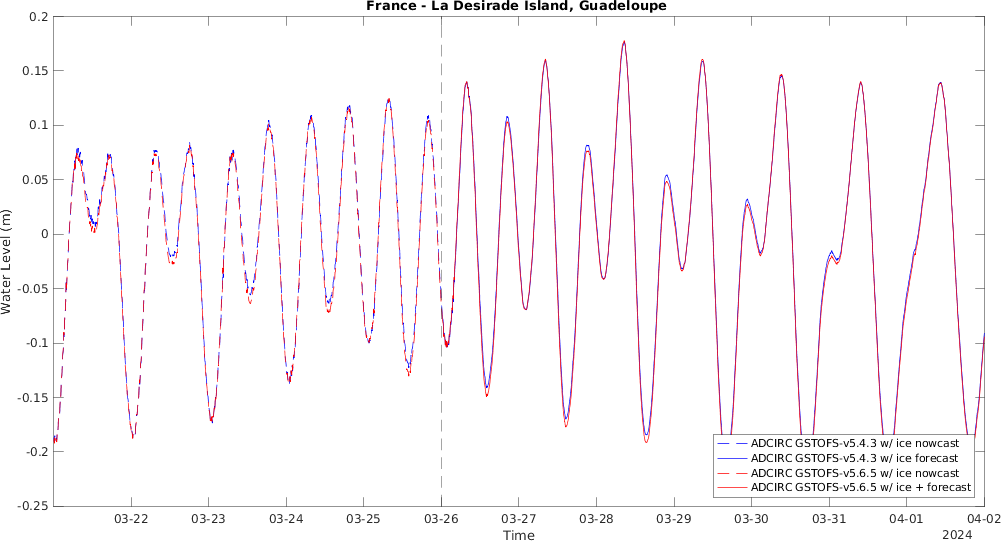 France - La Desirade Island, Guadeloupe
0.2
0.15
0.1
0.05
0
-0.05
-0.1
-0.15
-0.2
-0.25
Water Level (m)
ADCIRC GSTOFS-v5.4.3 w/ ice nowcast
ADCIRC GSTOFS-v5.4.3 w/ ice forecast
ADCIRC GSTOFS-v5.6.5 w/ ice nowcast
ADCIRC GSTOFS-v5.6.5 w/ ice + forecast
03-22 03-23 03-24 03-25 03-26 03-27 03-28 03-29 03-30 03-31 04-01 04-02
Time
2024